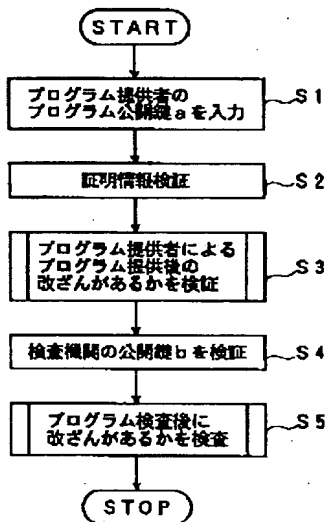 START
プログラム提供者の
プログラム公開鍵aを入力
S1
証明情報検証
S2
プログラム提供者による
プログラム提供後の
改ざんがあるかを検証
S3
検査機関の公開鍵bを検証
S4
プログラム検査後に
改ざんがあるかを検査
S5
STOP